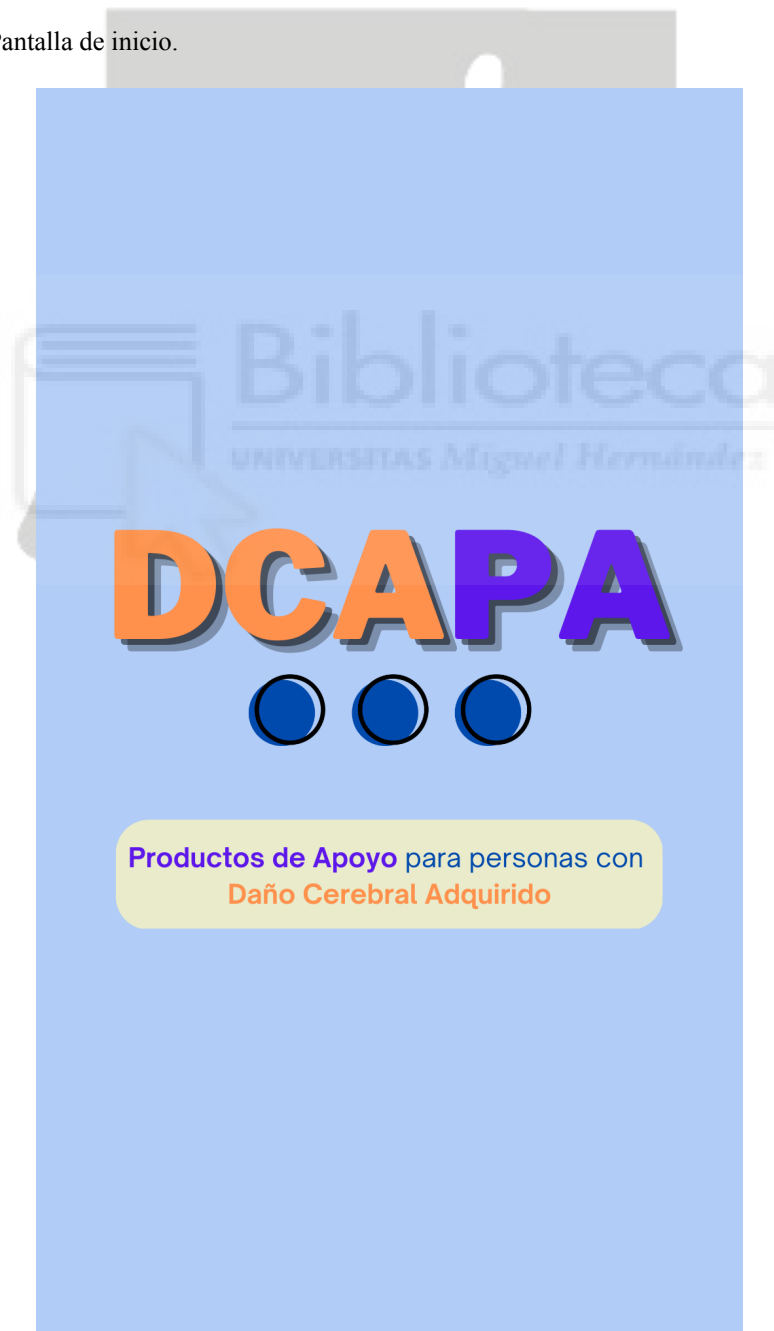 Pantalla de inicio.
Biblioteca
UNIVERSITAS Miguel Hernández
DCAPA
Productos de Apoyo para personas con
Daño Cerebral Adquirido